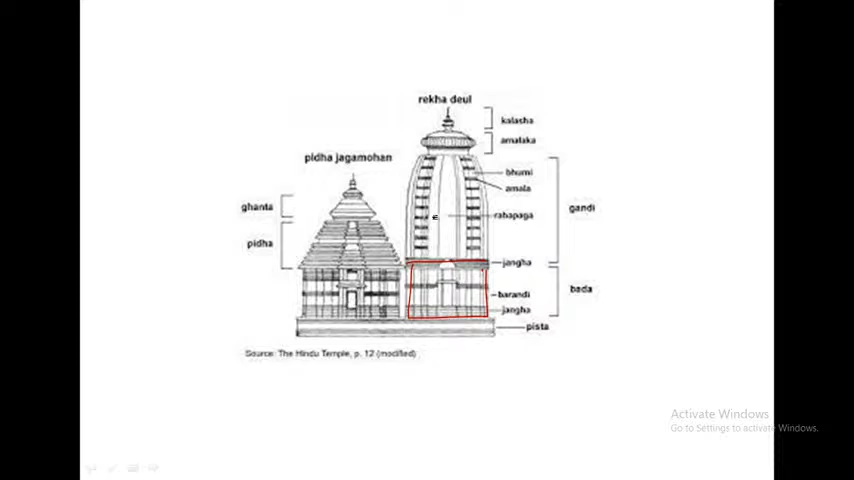 rekha deul
kalasha
amalaka
pidha jagamohan
bhumi
amala
ghanta
gandi
rahapaga
pidha
jangha
bada
barandi
jangha
pista
Source: The Hindu Temple, p. 12 (modified)
Activate Windows
Go to Settings to activate Windows.